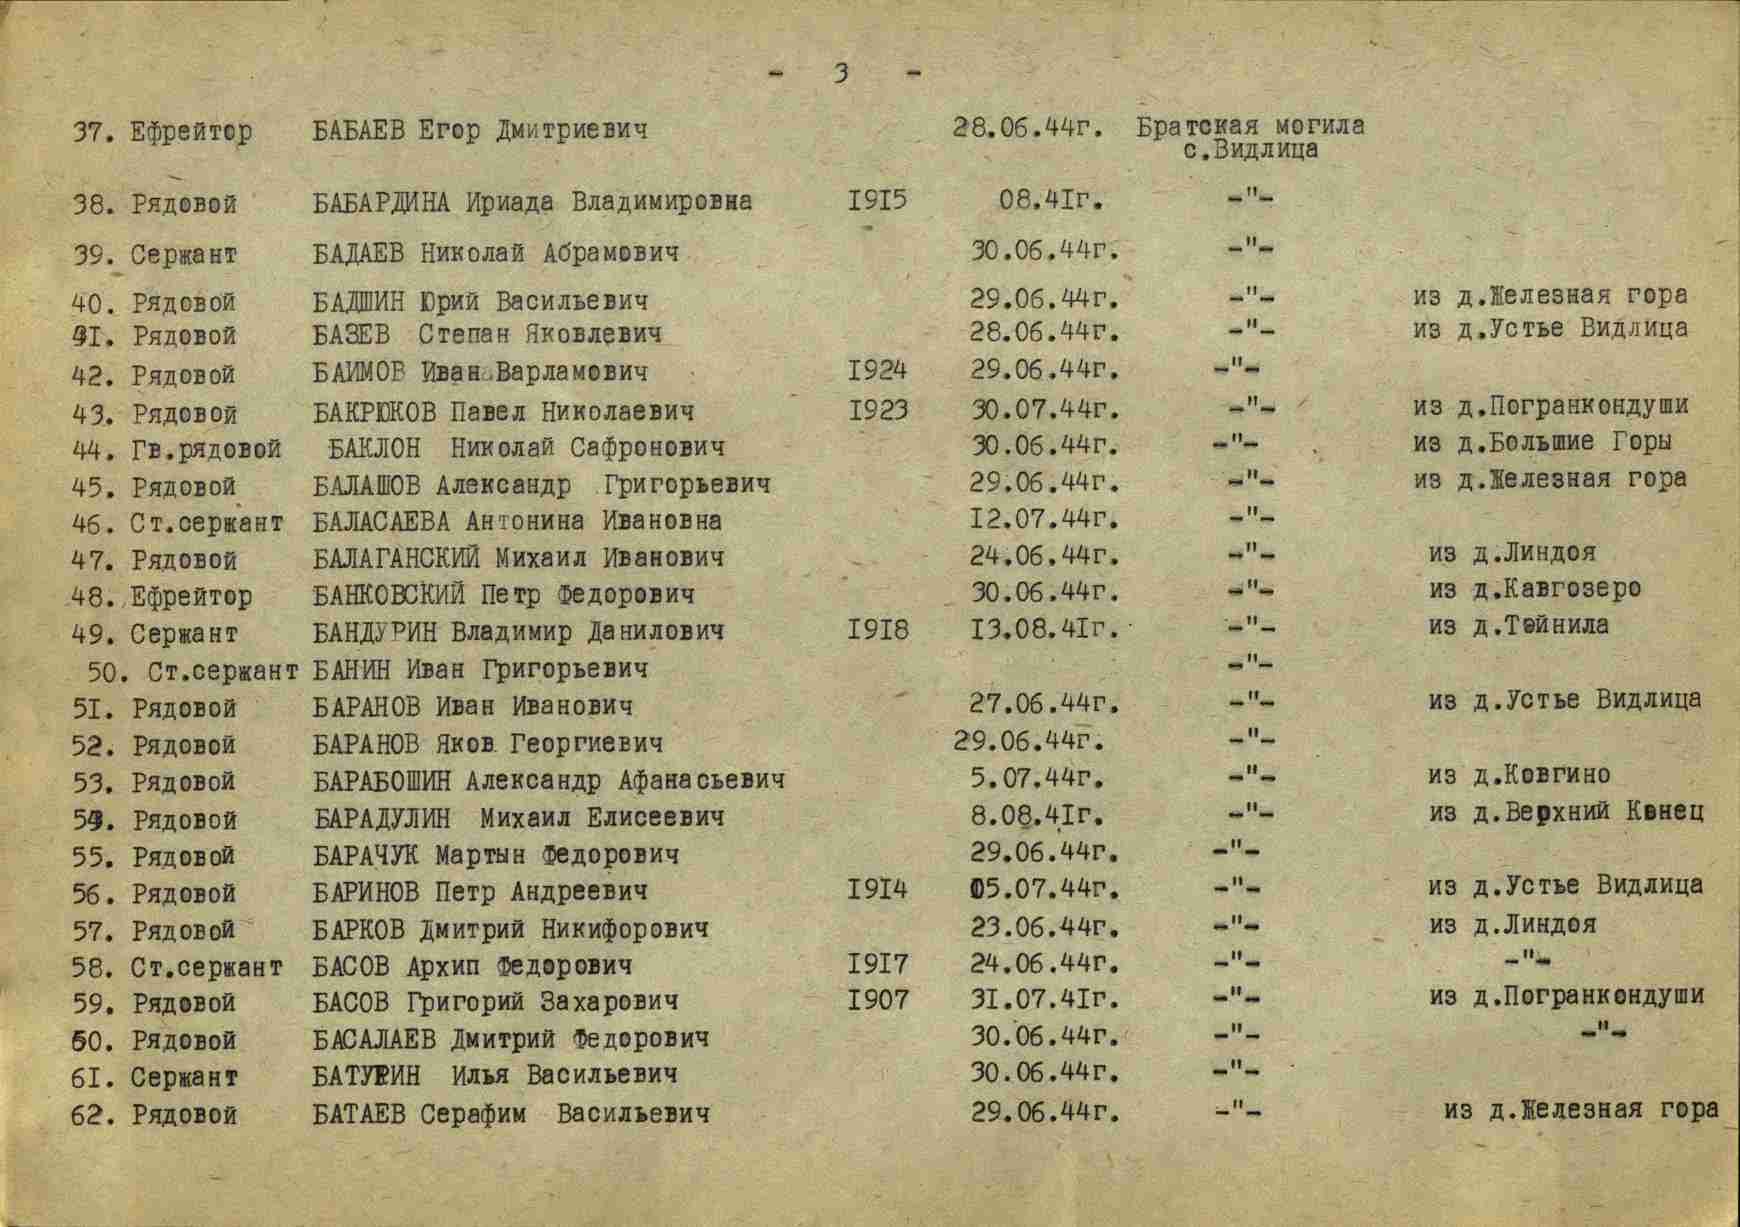 - 3 -
37. Ефрейтор БАБАЕВ Егор Дмитриевич 28.06.44г. Братская могила
с.Видлица
38. Рядовой БАБАРДИНА Ириада Владимировна 1915 08.41г. -"-
39. Сержант БАДАЕВ Николай Абрамович 30.06.44г. -"-
40. Рядовой БАДШИН Юрий Васильевич 29.06.44г. -"- из д.Железная гора
41. Рядовой БАЗЕВ Степан Яковлевич 28.06.44г. -"- из д.Устье Видлица
42. Рядовой БАИМОВ Иван Варламович 1924 29.06.44г. -"-
43. Рядовой БАКРЮКОВ Павел Николаевич 1923 30.07.44г. -"- из д.Погранкондуши
44. Гв.рядовой БАКЛОН Николай Сафронович 30.06.44г. -"- из д.Большие Горы
45. Рядовой БАЛАШОВ Александр Григорьевич 29.06.44г. -"- из д.Железная гора
46. Ст.сержант БАЛАСАЕВА Антонина Ивановна 12.07.44г. -"-
47. Рядовой БАЛАГАНСКИЙ Михаил Иванович 24.06.44г. -"- из д.Линдоя
48. Ефрейтор БАНКОВСКИЙ Петр Федорович 30.06.44г. -"- из д.Кавгозеро
49. Сержант БАНДУРИН Владимир Данилович 1918 13.08.41г. -"- из д.Тейнила
50. Ст.сержант БАНИН Иван Григорьевич -"-
51. Рядовой БАРАНОВ Иван Иванович 27.06.44г. -"- из д.Устье Видлица
52. Рядовой БАРАНОВ Яков Георгиевич 29.06.44г. -"-
53. Рядовой БАРАБОШИН Александр Афанасьевич 5.07.44г. -"- из д.Ковгино
54. Рядовой БАРАДУЛИН Михаил Елисеевич 8.08.41г. -"- из д.Верхний Конец
55. Рядовой БАРАЧУК Мартын Федорович 29.06.44г. -"-
56. Рядовой БАРИНОВ Петр Андреевич 1914 05.07.44г. -"- из д.Устье Видлица
57. Рядовой БАРКОВ Дмитрий Никифорович 23.06.44г. -"- из д.Линдоя
58. Ст.сержант БАСОВ Архип Федорович 1917 24.06.44г. -"- -"-
59. Рядовой БАСОВ Григорий Захарович 1907 31.07.41г. -"- из д.Погранкондуши
60. Рядовой БАСАЛАЕВ Дмитрий Федорович 30.06.44г. -"- -"-
61. Сержант БАТУРИН Илья Васильевич 30.06.44г. -"-
62. Рядовой БАТАЕВ Серафим Васильевич 29.06.44г. -"- из д.Железная гора